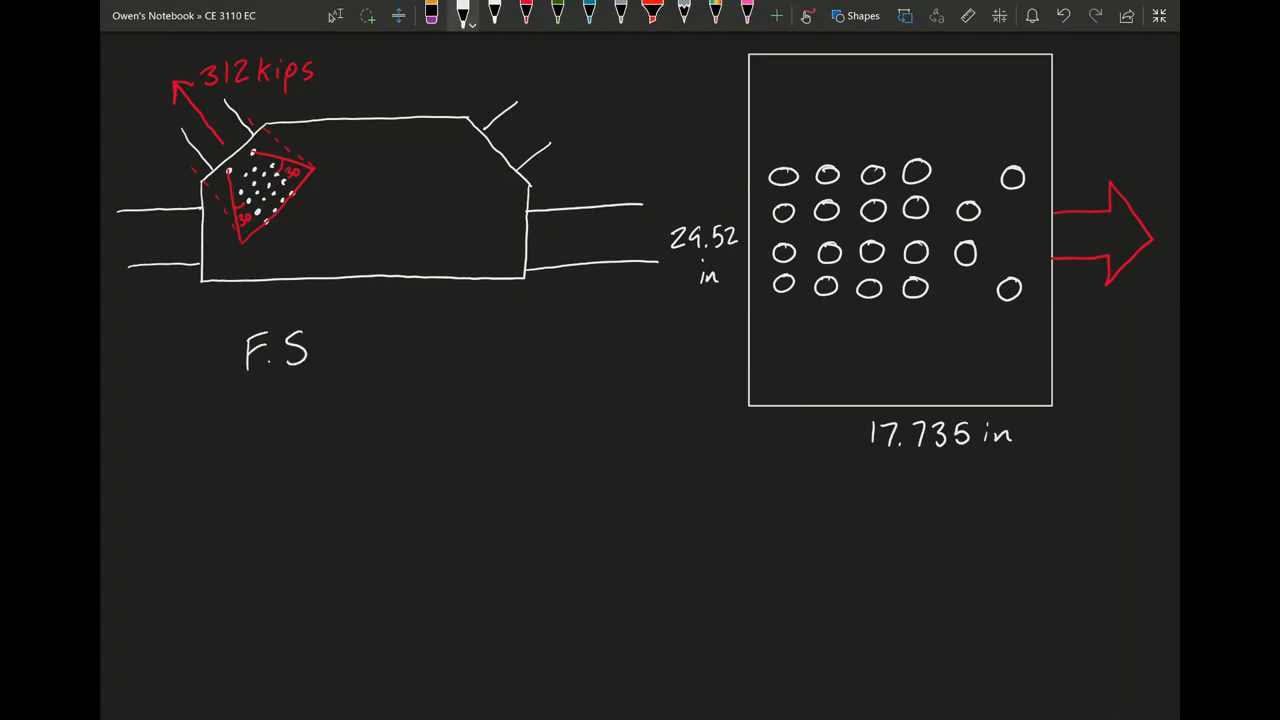 Owen's Notebook » CE 3110 EC
Shapes
312 kips
30
30
29.52
in
F.S
17.735 in